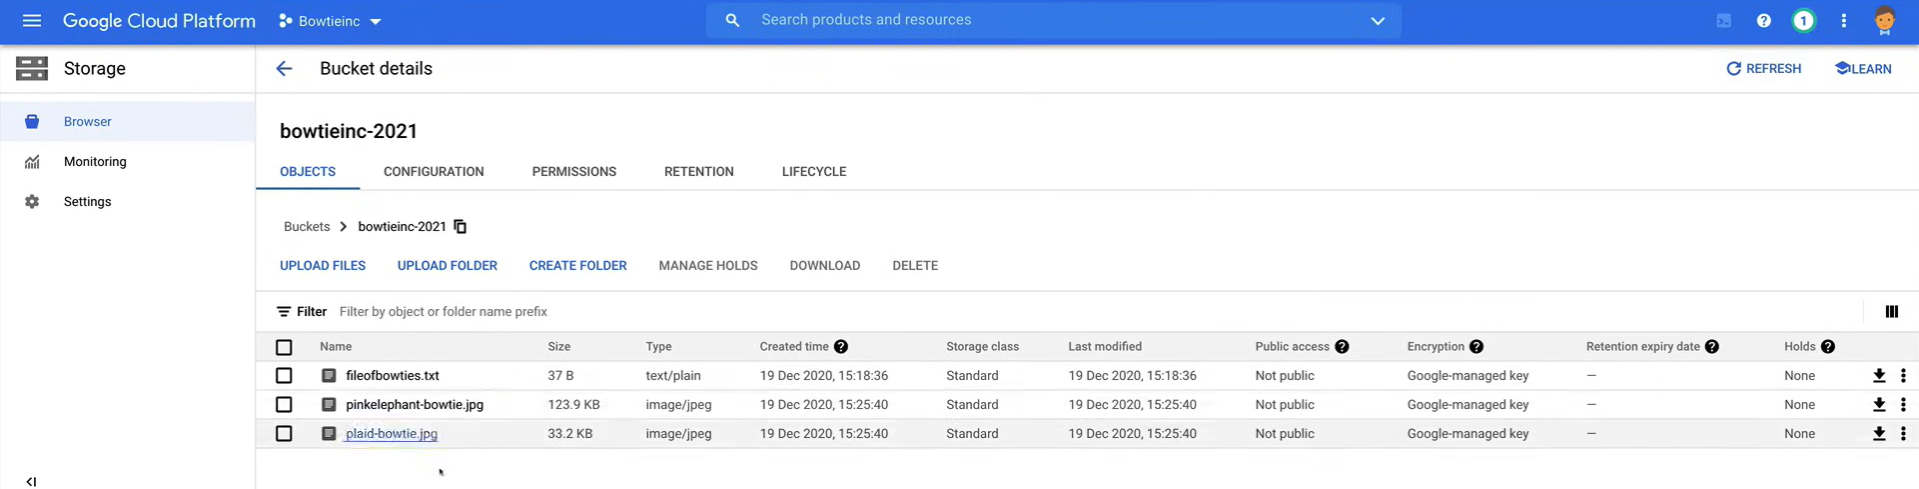 Google Cloud Platform Bowtieinc Search products and resources 1
Storage Bucket details REFRESH LEARN
Browser
Monitoring
Settings
bowtieinc-2021
OBJECTS CONFIGURATION PERMISSIONS RETENTION LIFECYCLE
Buckets bowtieinc-2021
UPLOAD FILES UPLOAD FOLDER CREATE FOLDER MANAGE HOLDS DOWNLOAD DELETE
Filter Filter by object or folder name prefix
Name Size Type Created time Storage class Last modified Public access Encryption Retention expiry date Holds
fileofbowties.txt 37 B text/plain 19 Dec 2020, 15:18:36 Standard 19 Dec 2020, 15:18:36 Not public Google-managed key — None
pinkelephant-bowtie.jpg 123.9 KB image/jpeg 19 Dec 2020, 15:25:40 Standard 19 Dec 2020, 15:25:40 Not public Google-managed key — None
plaid-bowtie.jpg 33.2 KB image/jpeg 19 Dec 2020, 15:25:40 Standard 19 Dec 2020, 15:25:40 Not public Google-managed key — None